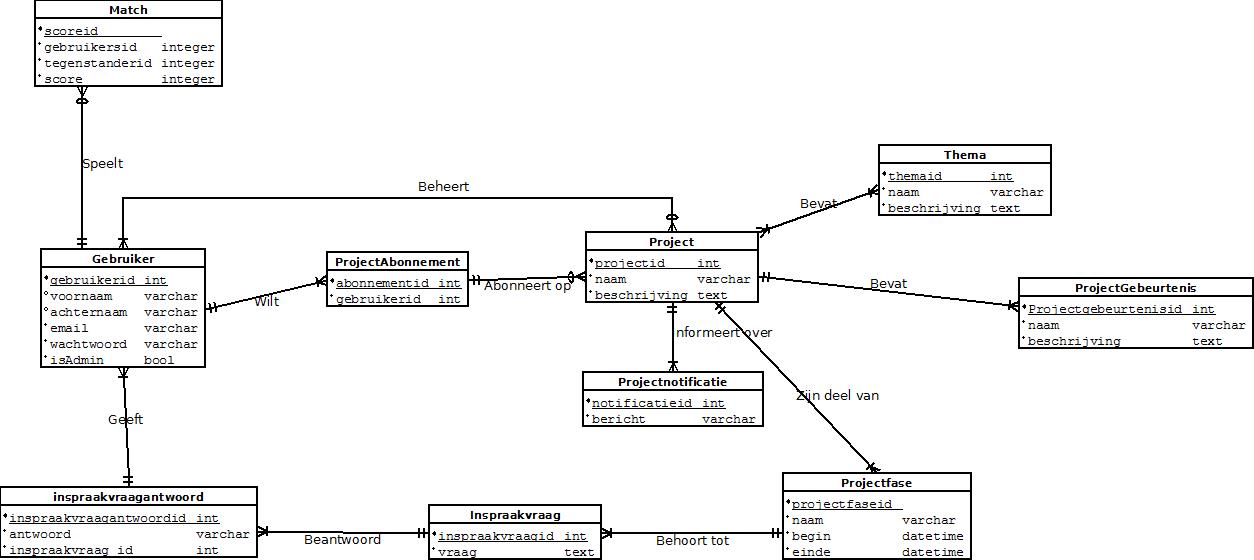 Match
scoreid
gebruikersid integer
tegenstanderid integer
score integer
Speelt
Beheert
Thema
themaid int
naam varchar
beschrijving text
Bevat
Gebruiker
gebruikerid int
voornaam varchar
achternaam varchar
email varchar
wachtwoord varchar
isAdmin bool
Wilt
ProjectAbonnement
abonnementid int
gebruikerid int
Abonneert op
Project
projectid int
naam varchar
beschrijving text
Bevat
ProjectGebeurtenis
Projectgebeurtenisid int
naam varchar
beschrijving text
nformeert over
Projectnotificatie
notificatieid int
bericht varchar
Zijn deel van
Geeft
inspraakvraagantwoord
inspraakvraagantwoordid int
antwoord varchar
inspraakvraag_id int
Beantwoord
Inspraakvraag
inspraakvraagid int
vraag text
Behoort tot
Projectfase
projectfaseid
naam varchar
begin datetime
einde datetime